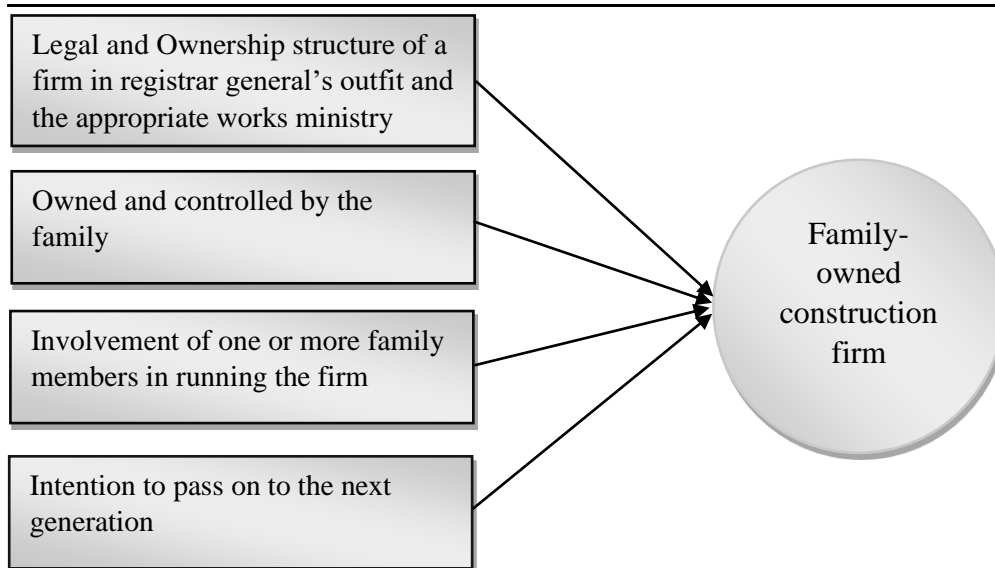 Legal and Ownership structure of a
firm in registrar general’s outfit and
the appropriate works ministry
Owned and controlled by the
family
Involvement of one or more family
members in running the firm
Intention to pass on to the next
generation
Family-
owned
construction
firm